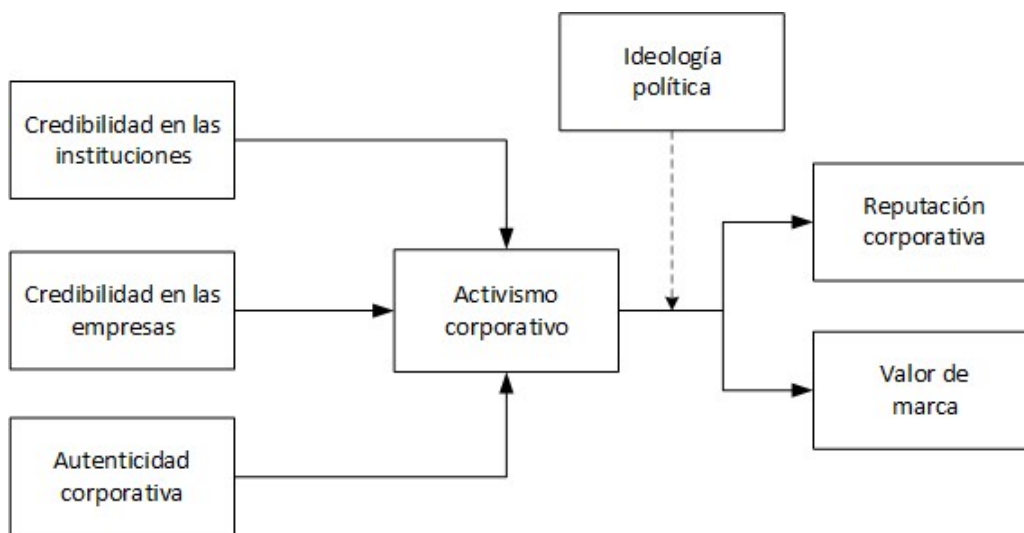 Ideología
política
Credibilidad en las
instituciones
Credibilidad en las
empresas
Autenticidad
corporativa
Activismo
corporativo
Reputación
corporativa
Valor de
marca